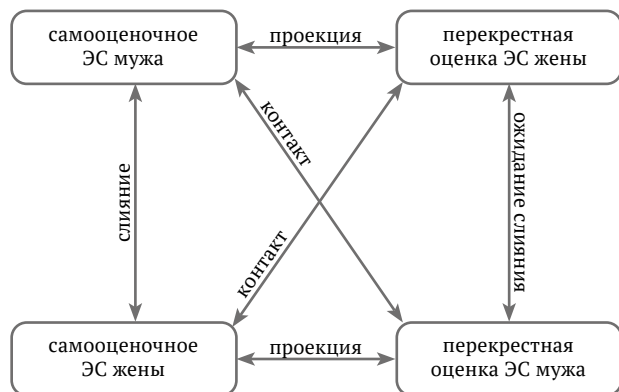 самооценочное
ЭС мужа
проекция
перекрестная
оценка ЭС жены
контакт
слияние
ожидание слияния
контакт
самооценочное
ЭС жены
проекция
перекрестная
оценка ЭС мужа